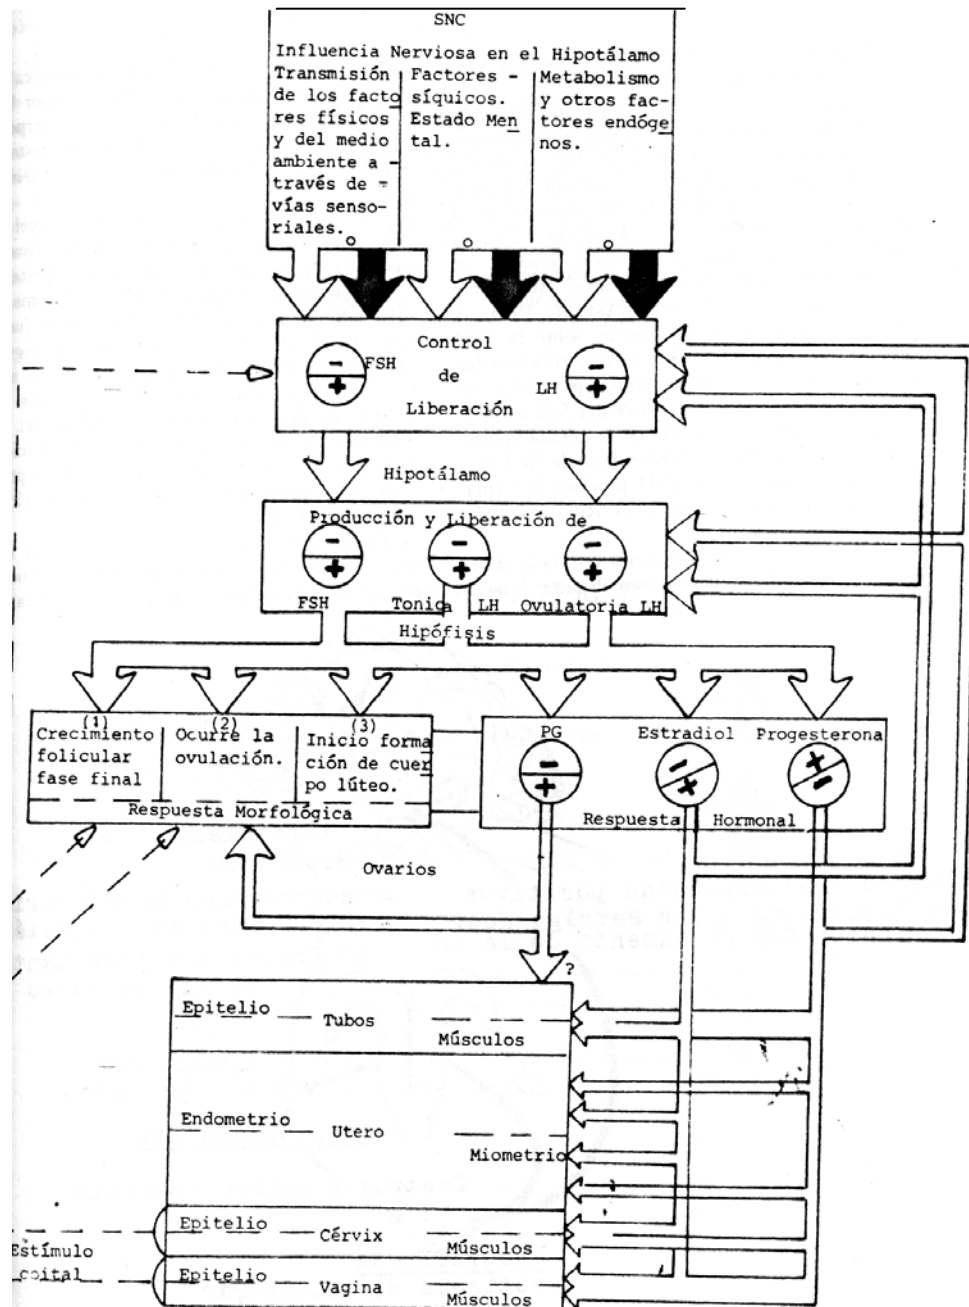 SNC
Influencia Nerviosa en el Hipotálamo
Transmisión
de los facto
res físicos
y del medio
ambiente a -
través de -
vías senso-
riales.
Factores -
síquicos.
Estado Men
tal.
Metabolismo
y otros fac-
tores endóge
nos.
Control
de
Liberación
- + FSH
LH - +
Hipotálamo
Producción y Liberación de
- + - + - +
FSH Tonica LH Ovulatoria LH
Hipófisis
(1)
Crecimiento
folicular
fase final
(2)
Ocurre la
ovulación.
(3)
Inicio forma
ción de cuer
po lúteo.
Respuesta Morfológica
PG Estradiol Progesterona
- + - + + -
Respuesta Hormonal
Ovarios
?
Epitelio
Tubos
Músculos
Endometrio
Utero
Miometrio
Epitelio
Cérvix
Músculos
Estímulo
coital
Epitelio
Vagina
Músculos